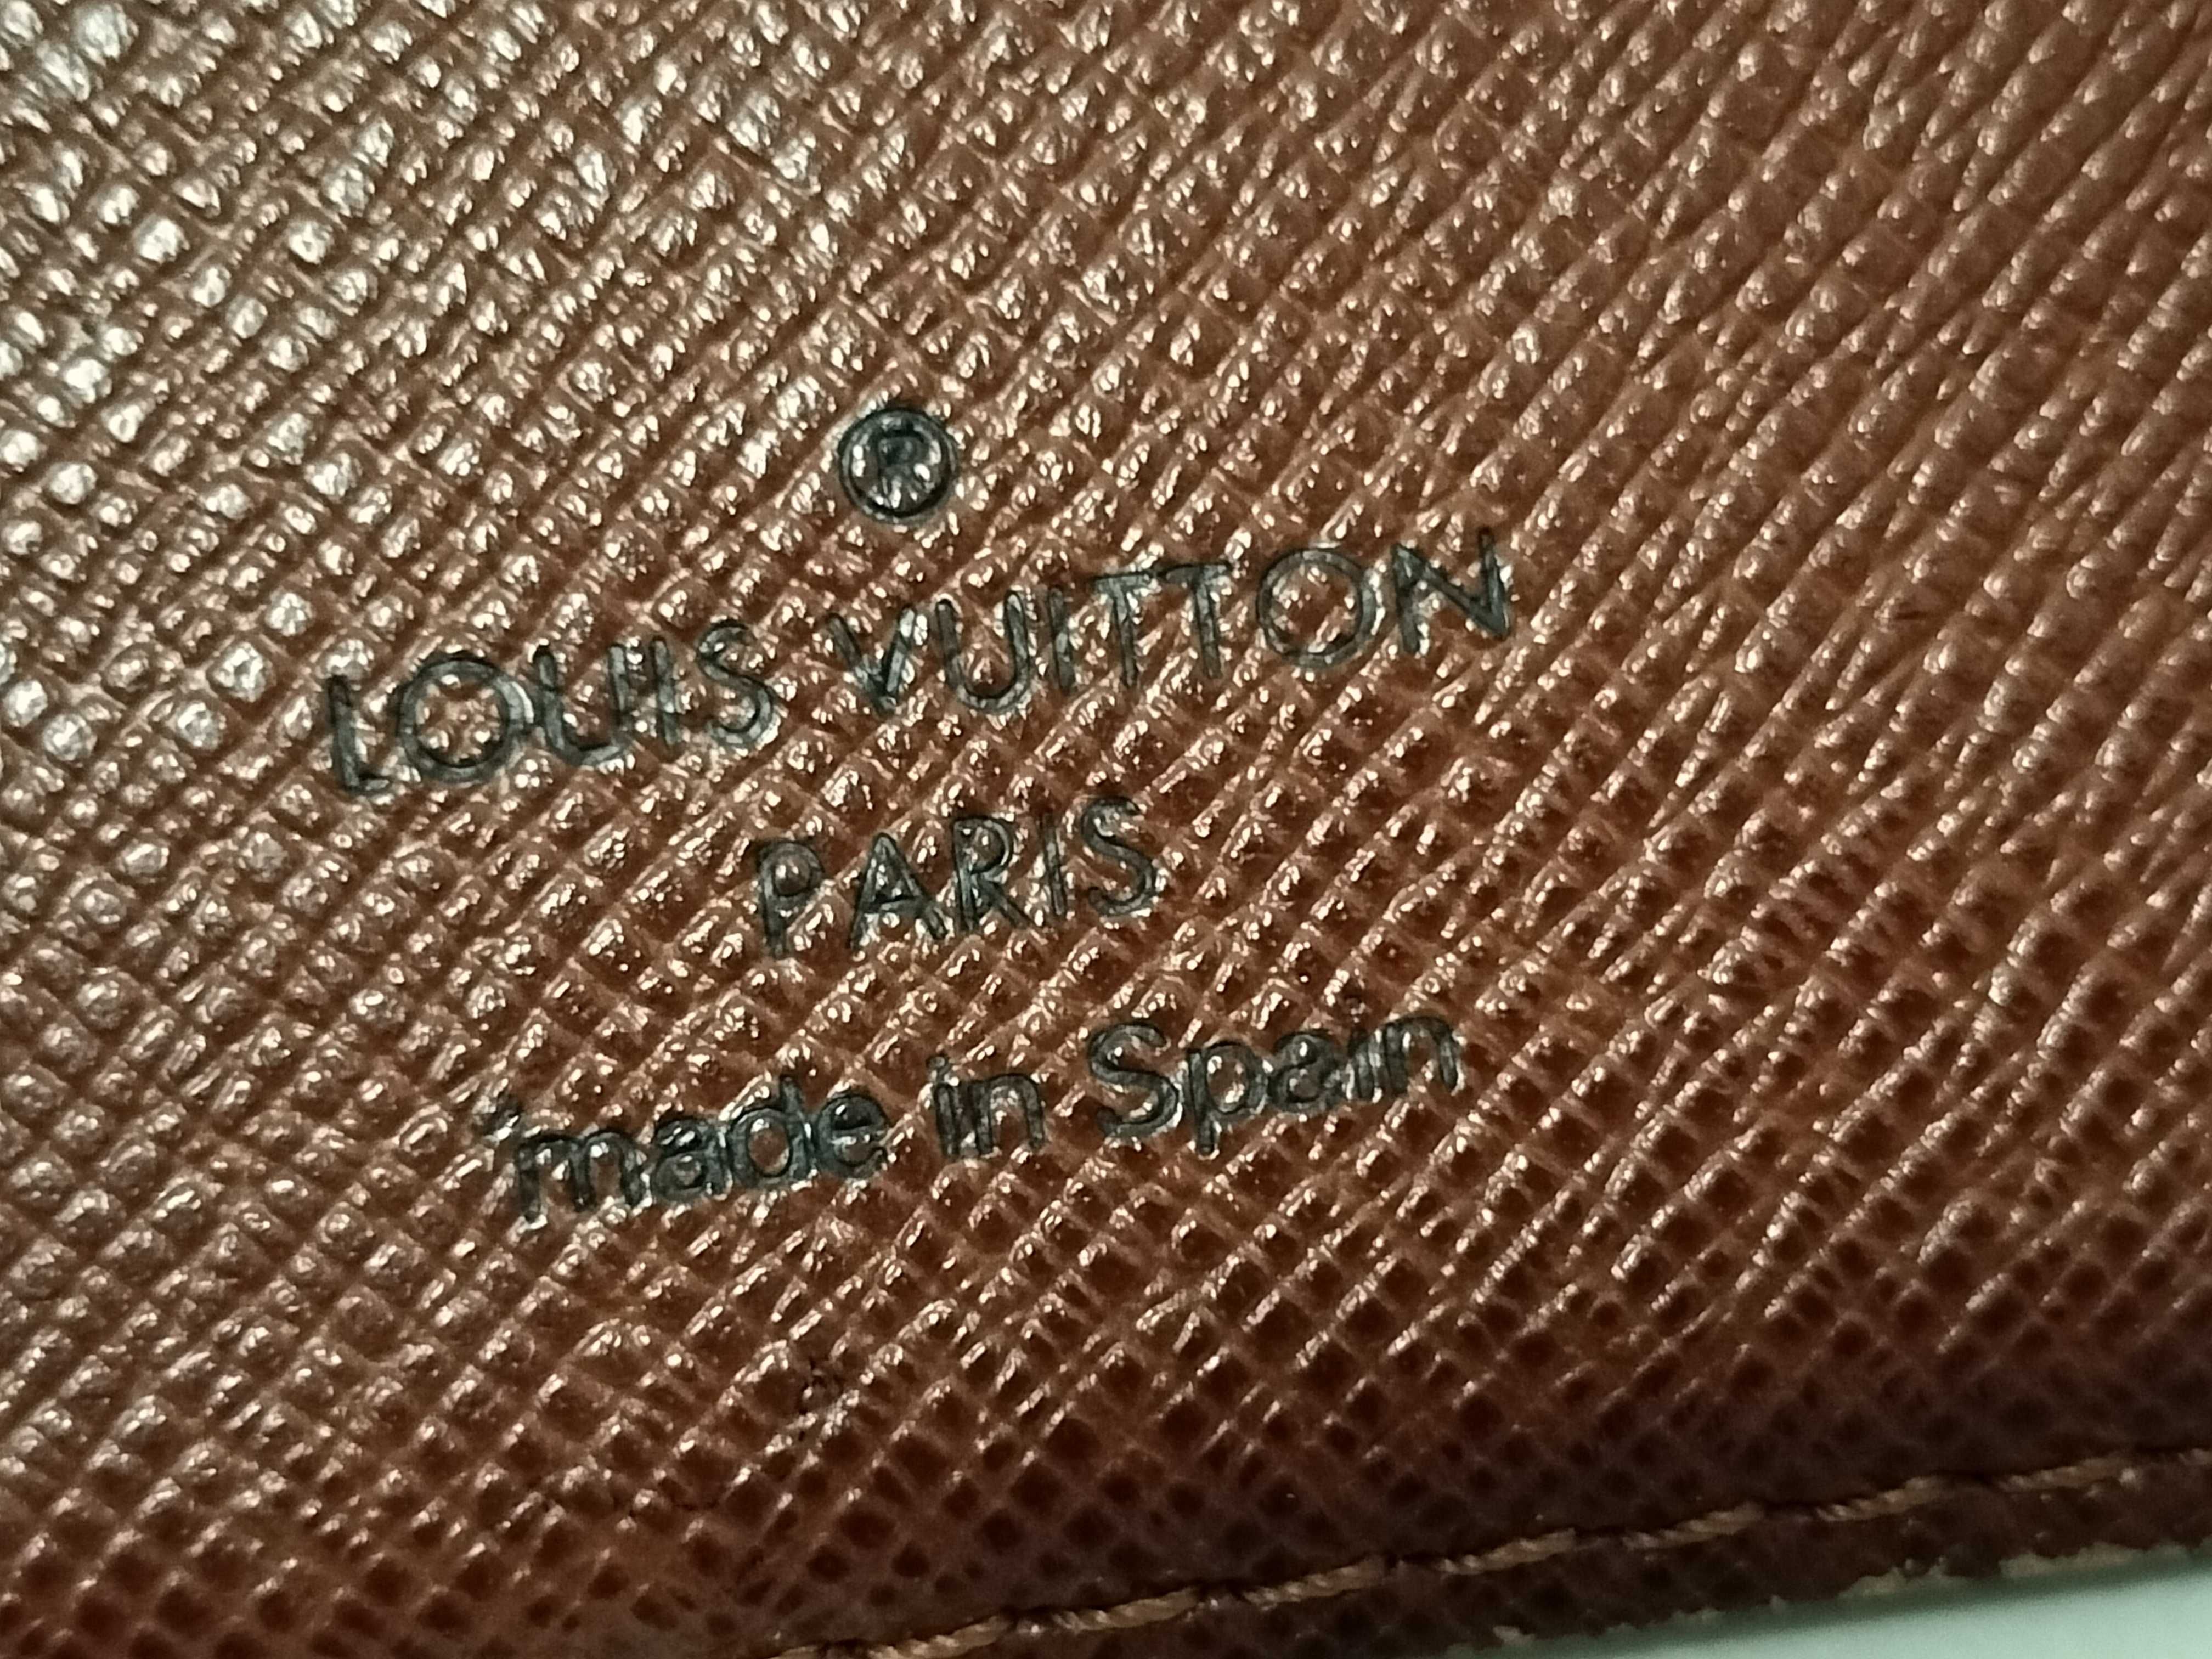 ®
LOUIS VUITTON
PARIS
made in Spain